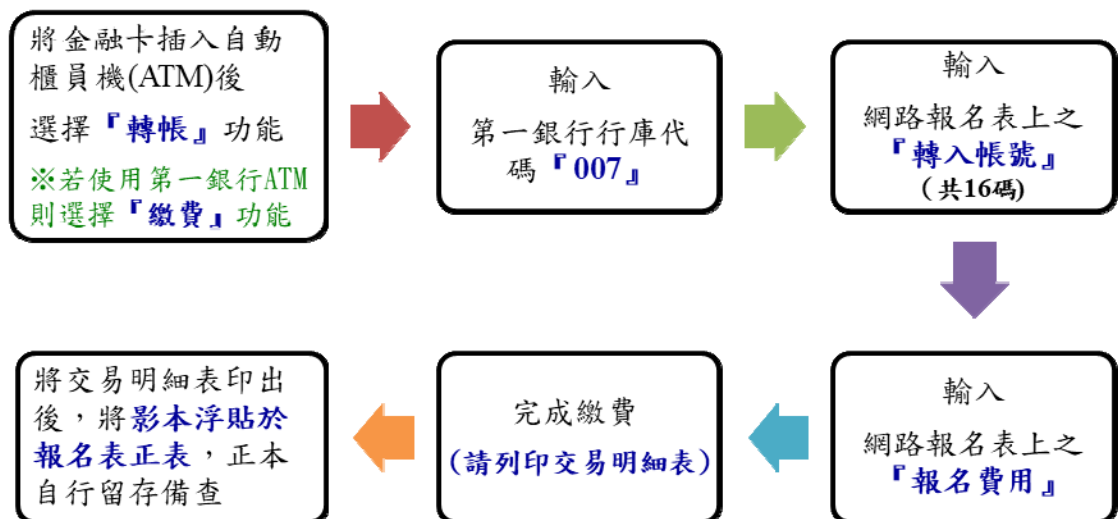 將金融卡插入自動
櫃員機(ATM)後
選擇『轉帳』功能
※若使用第一銀行ATM
則選擇『繳費』功能
輸入
第一銀行行庫代
碼『007』
輸入
網路報名表上之
『轉入帳號』
(共16碼)
輸入
網路報名表上之
『報名費用』
完成繳費
(請列印交易明細表)
將交易明細表印出
後，將影本浮貼於
報名表正表，正本
自行留存備查